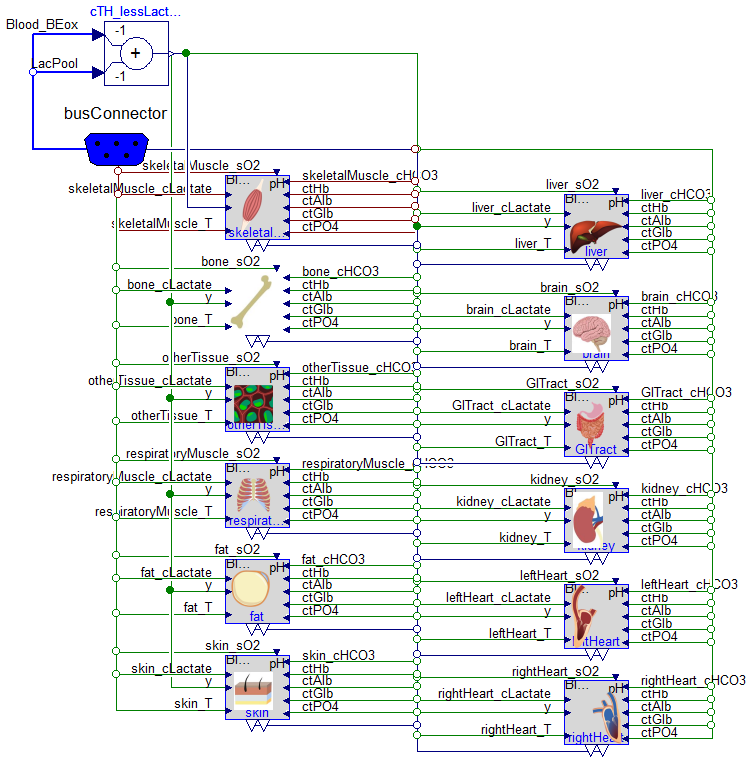 cTH_lessLact...
Blood_BEox
-1
+
LacPool
-1
busConnector
skeletalMuscle_sO2
Bl...
pH
skeletalMuscle_cHCO3
skeletalMuscle_cLactate
ctHb
y
ctAlb
ctGlb
skeletalMuscle_T
skeletal...
ctPO4
bone_sO2
bone_cHCO3
bone_cLactate
ctHb
y
ctAlb
ctGlb
bone_T
ctPO4
otherTissue_sO2
Bl...
pH
otherTissue_cHCO3
otherTissue_cLactate
ctHb
y
ctAlb
ctGlb
otherTissue_T
otherTis...
ctPO4
respiratoryMuscle_sO2
Bl...
pH
respiratoryMuscle_cHCO3
respiratoryMuscle_cLactate
ctHb
y
ctAlb
ctGlb
respiratoryMuscle_T
respirat...
ctPO4
fat_sO2
Bl...
pH
fat_cHCO3
fat_cLactate
ctHb
y
ctAlb
ctGlb
fat_T
fat
ctPO4
skin_sO2
Bl...
pH
skin_cHCO3
skin_cLactate
ctHb
y
ctAlb
ctGlb
skin_T
skin
ctPO4
liver_sO2
Bl...
pH
liver_cHCO3
liver_cLactate
ctHb
y
ctAlb
ctGlb
liver_T
liver
ctPO4
brain_sO2
Bl...
pH
brain_cHCO3
brain_cLactate
ctHb
y
ctAlb
ctGlb
brain_T
brain
ctPO4
GITract_sO2
Bl...
pH
GITract_cHCO3
GITract_cLactate
ctHb
y
ctAlb
ctGlb
GITract_T
GITract
ctPO4
kidney_sO2
Bl...
pH
kidney_cHCO3
kidney_cLactate
ctHb
y
ctAlb
ctGlb
kidney_T
kidney
ctPO4
leftHeart_sO2
Bl...
pH
leftHeart_cHCO3
leftHeart_cLactate
ctHb
y
ctAlb
ctGlb
leftHeart_T
ftHeart
ctPO4
rightHeart_sO2
Bl...
pH
rightHeart_cHCO3
rightHeart_cLactate
ctHb
y
ctAlb
ctGlb
rightHeart_T
rightHeart
ctPO4